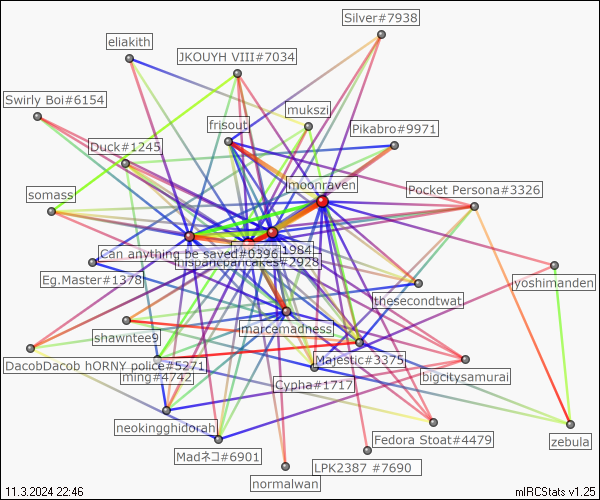 Silver#7938
eliakith
JKOUYH VIII#7034
Swirly Boi#6154
mukszi
frisout
Pikabro#9971
Duck#1245
moonraven
somass
Pocket Persona#3326
Can anything be saved#0396
1984
hispanicpancakes#2928
Eg.Master#1378
yoshimanden
thesecondtwat
marcemadness
shawntee9
Majestic#3375
DacobDacob hORNY police#5271
ming#4742
Cypha#1717
bigcitysamurai
neokingghidorah
Fedora Stoat#4479
zebula
Madネコ#6901
LPK2387 #7690
normalwan
11.3.2024 22:46
mIRCStats v1.25